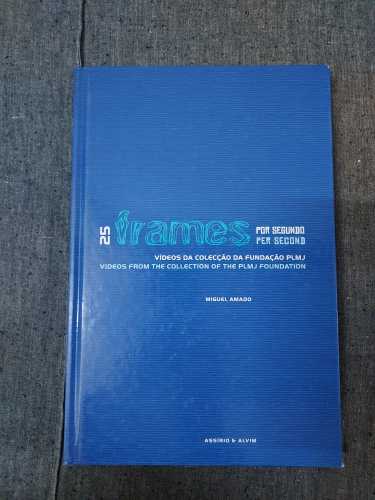 25 frames POR SEGUNDO
PER SECOND
VÍDEOS DA COLECÇÃO DA FUNDAÇÃO PLMJ
VIDEOS FROM THE COLLECTION OF THE PLMJ FOUNDATION
MIGUEL AMADO
ASSÍRIO & ALVIM